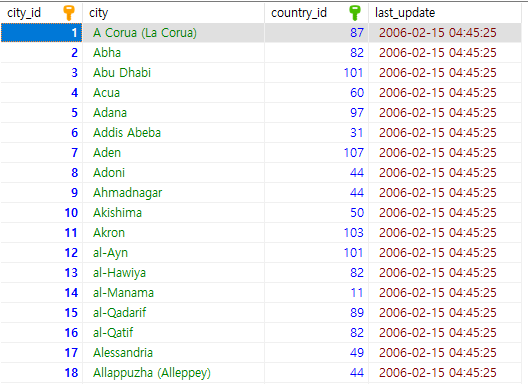 city_id city country_id last_update
1 A Corua (La Corua) 87 2006-02-15 04:45:25
2 Abha 82 2006-02-15 04:45:25
3 Abu Dhabi 101 2006-02-15 04:45:25
4 Acua 60 2006-02-15 04:45:25
5 Adana 97 2006-02-15 04:45:25
6 Addis Abeba 31 2006-02-15 04:45:25
7 Aden 107 2006-02-15 04:45:25
8 Adoni 44 2006-02-15 04:45:25
9 Ahmadnagar 44 2006-02-15 04:45:25
10 Akishima 50 2006-02-15 04:45:25
11 Akron 103 2006-02-15 04:45:25
12 al-Ayn 101 2006-02-15 04:45:25
13 al-Hawiya 82 2006-02-15 04:45:25
14 al-Manama 11 2006-02-15 04:45:25
15 al-Qadarif 89 2006-02-15 04:45:25
16 al-Qatif 82 2006-02-15 04:45:25
17 Alessandria 49 2006-02-15 04:45:25
18 Allappuzha (Alleppey) 44 2006-02-15 04:45:25